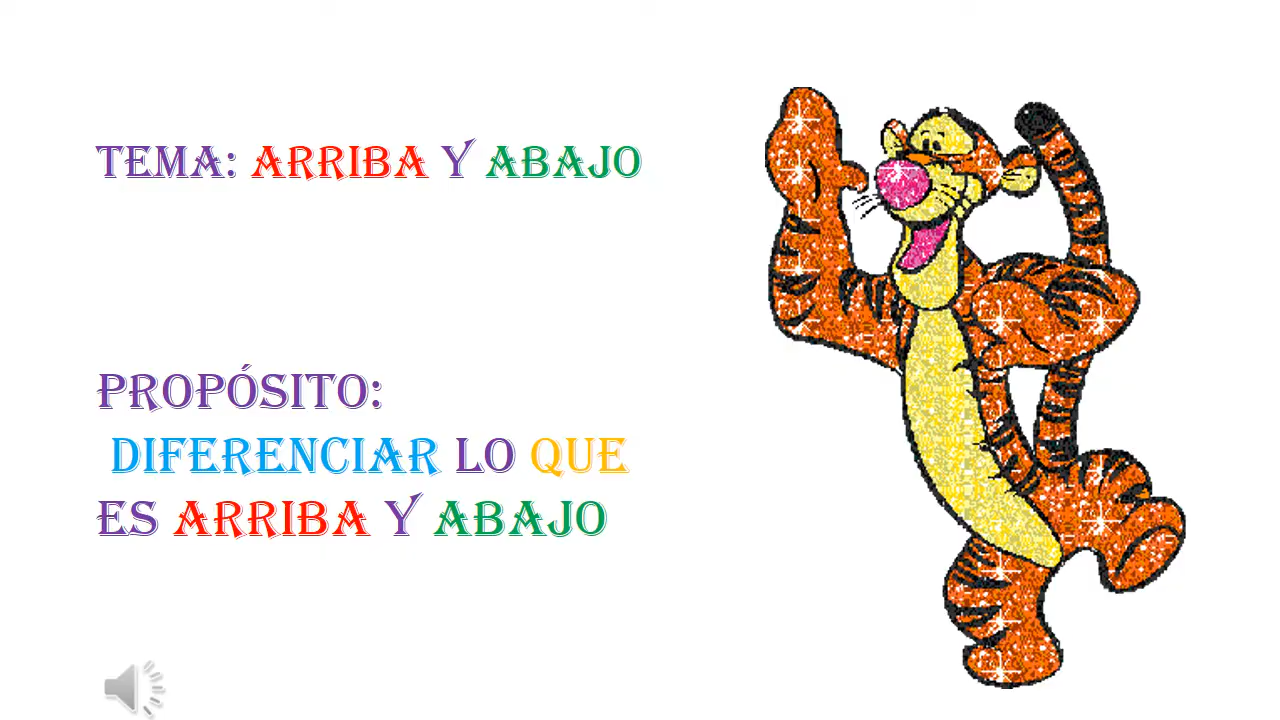 TEMA: ARRIBA Y ABAJO
PROPÓSITO:
DIFERENCIAR LO QUE
ES ARRIBA Y ABAJO